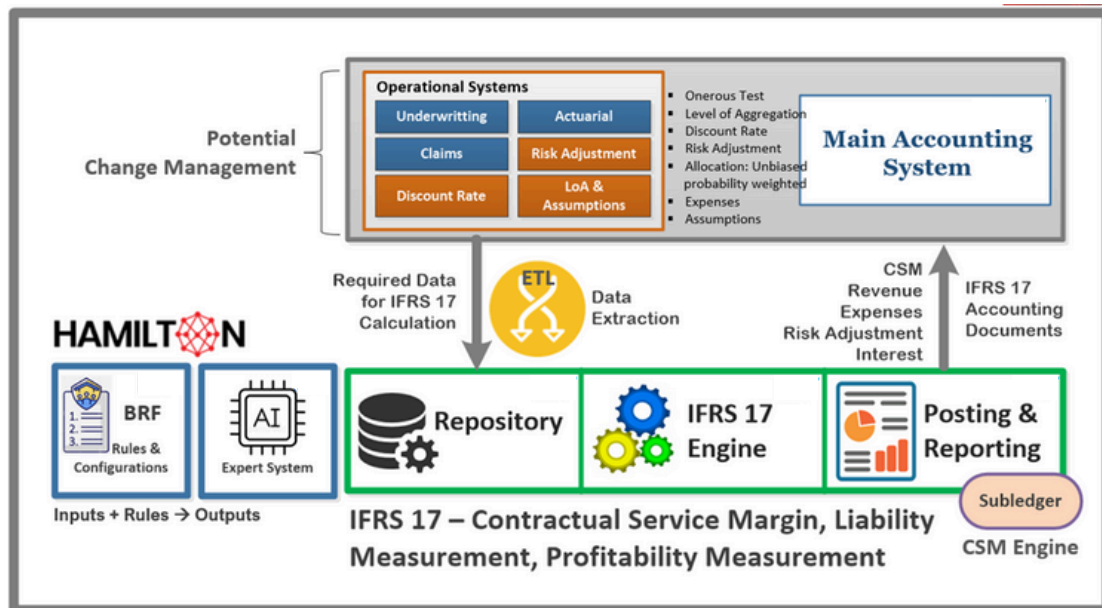 Potential
Change Management
Operational Systems
Underwritting
Actuarial
Claims
Risk Adjustment
Discount Rate
LoA &
Assumptions
▪ Onerous Test
▪ Level of Aggregation
▪ Discount Rate
▪ Risk Adjustment
▪ Allocation: Unbiased
probability weighted
▪ Expenses
▪ Assumptions
Main Accounting
System
Required Data
for IFRS 17
Calculation
ETL
Data
Extraction
CSM
Revenue
Expenses
Risk Adjustment
Interest
IFRS 17
Accounting
Documents
HAMILTON
1.
2.
3.
BRF
Rules &
Configurations
AI
Expert System
Inputs + Rules → Outputs
Repository
IFRS 17
Engine
Posting &
Reporting
Subledger
CSM Engine
IFRS 17 – Contractual Service Margin, Liability
Measurement, Profitability Measurement